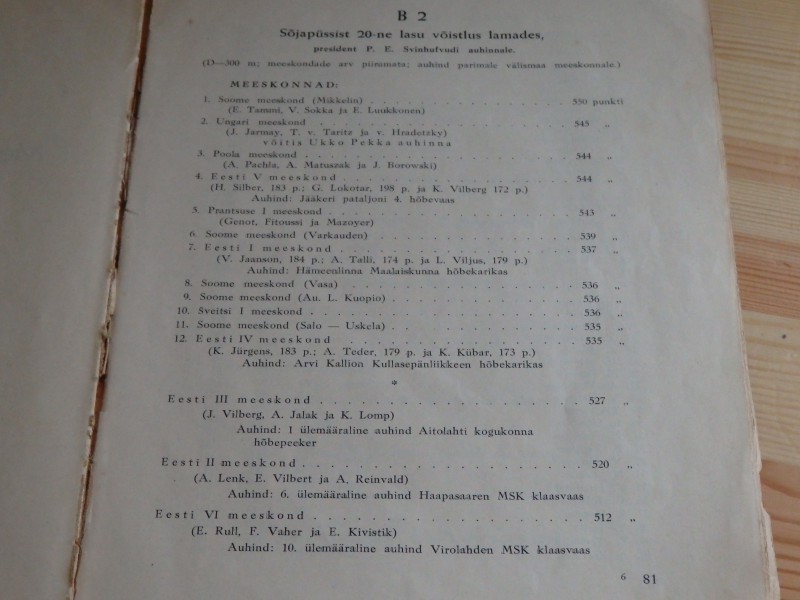 B 2
Sõjapüssist 20-ne lasu võistlus lamades,
president P. E. Svinhufvudi auhinnale.
(D—300 m; meeskondade arv piiramata; auhind parimale välismaa meeskonnale.)
MEESKONNAD:
1. Soome meeskond (Mikkelin) . . . . . . . . . . . . . . . . 550 punkti
(E. Tammi, V. Sokka ja E. Luukkonen)
2. Ungari meeskond . . . . . . . . . . . . . . . . . . . 545 „
(J. Jarmay, T. v. Taritz ja v. Hradetzky)
võitis Ukko Pekka auhinna
3. Poola meeskond . . . . . . . . . . . . . . . . . . . 544 „
(A. Pachla, A. Matuszak ja J. Borowski)
4. Eesti V meeskond . . . . . . . . . . . . . . . . . 544 „
(H. Silber, 183 p.; G. Lokotar, 198 p. ja K. Vilberg 172 p.)
Auhind: Jääkeri pataljoni 4. hõbevaas
5. Prantsuse I meeskond . . . . . . . . . . . . . . . . . 543 „
(Genot, Fitoussi ja Mazoyer)
6. Soome meeskond (Varkauden) . . . . . . . . . . . . . . 539 „
7. Eesti I meeskond . . . . . . . . . . . . . . . . . 537 „
(V. Jaanson, 184 p.; A. Talli, 174 p. ja L. Viljus, 179 p.)
Auhind: Hämeenlinna Maalaiskunna hõbekarikas
8. Soome meeskond (Vasa) . . . . . . . . . . . . . . . . 536 „
9. Soome meeskond (Au. L. Kuopio) . . . . . . . . . . . . . 536 „
10. Sveitsi I meeskond . . . . . . . . . . . . . . . . . . 536 „
11. Soome meeskond (Salo — Uskela) . . . . . . . . . . . . . 535 „
12. Eesti IV meeskond . . . . . . . . . . . . . . . . 535 „
(K. Jürgens, 183 p.; A. Teder, 179 p. ja K. Kübar, 173 p.)
Auhind: Arvi Kallion Kullasepänliikkeen hõbekarikas
*
Eesti III meeskond . . . . . . . . . . . . . . . . . 527 „
(J. Vilberg, A. Jalak ja K. Lomp)
Auhind: 1 ülemääraline auhind Aitolahti kogukonna
hõbepeeker
Eesti II meeskond . . . . . . . . . . . . . . . . . . 520 „
(A. Lenk, E. Vilbert ja A. Reinvald)
Auhind: 6. ülemääraline auhind Haapasaaren MSK klaasvaas
Eesti VI meeskond . . . . . . . . . . . . . . . . . 512 „
(E. Rull, F. Vaher ja E. Kivistik)
Auhind: 10. ülemääraline auhind Virolahden MSK klaasvaas
6 81